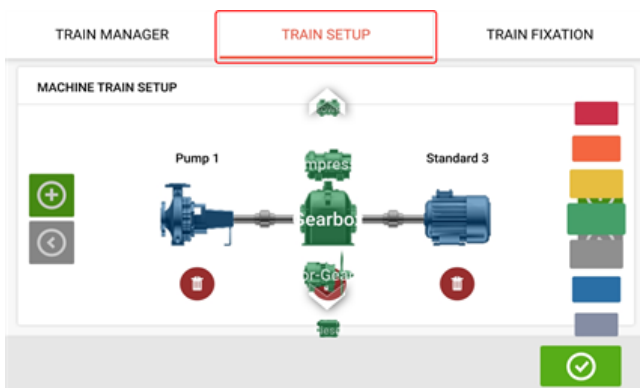 TRAIN MANAGER
TRAIN SETUP
TRAIN FIXATION
MACHINE TRAIN SETUP
Pump 1
Standard 3
Gearbox